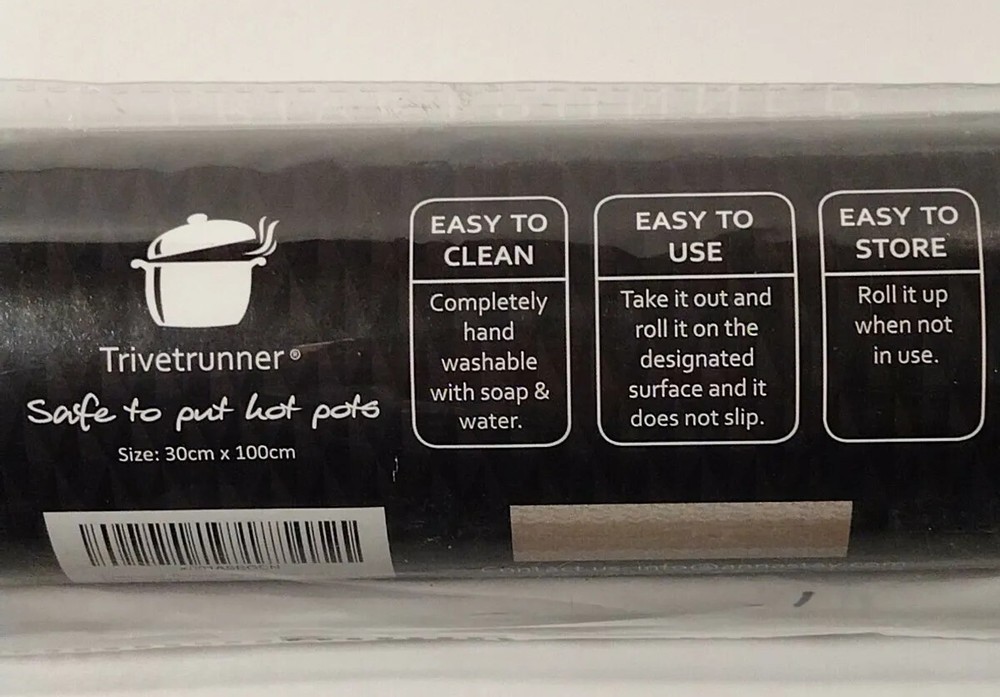 Trivetrunner®
Safe to put hot pots
Size: 30cm x 100cm
EASY TO
CLEAN
Completely
hand
washable
with soap &
water.
EASY TO
USE
Take it out and
roll it on the
designated
surface and it
does not slip.
EASY TO
STORE
Roll it up
when not
in use.
Contact us: